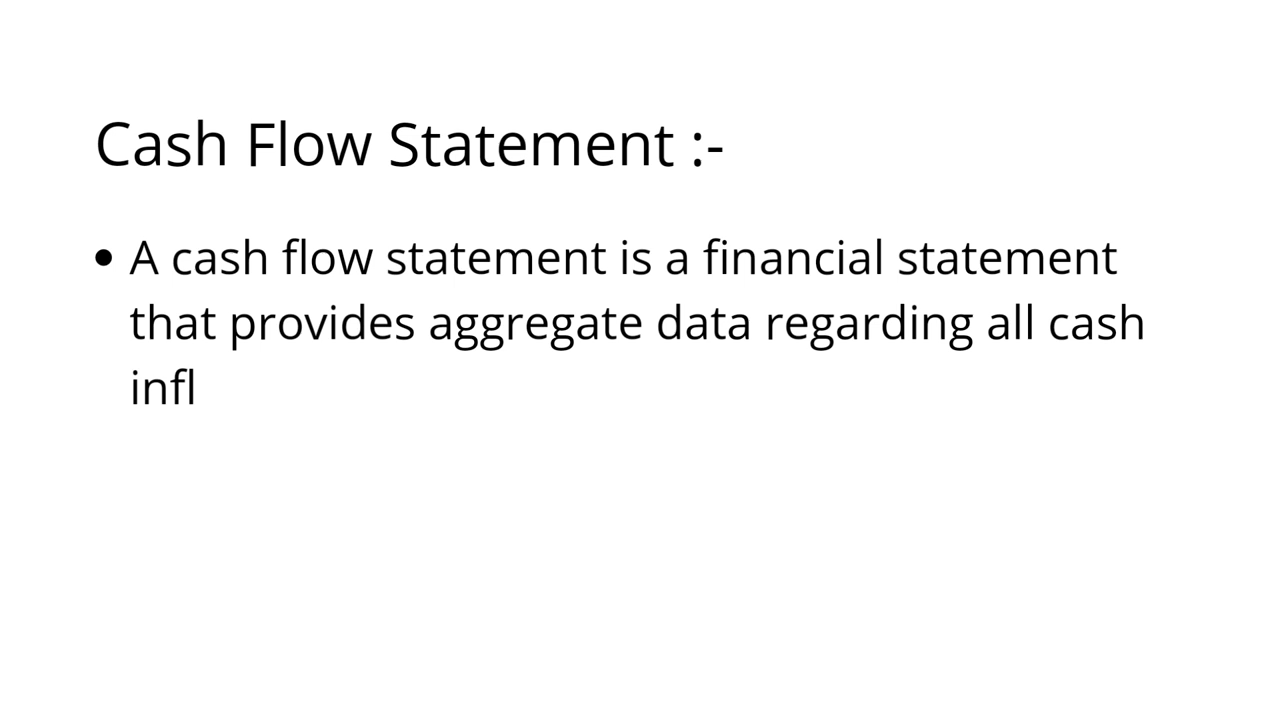 Cash Flow Statement :-
• A cash flow statement is a financial statement
that provides aggregate data regarding all cash
infl